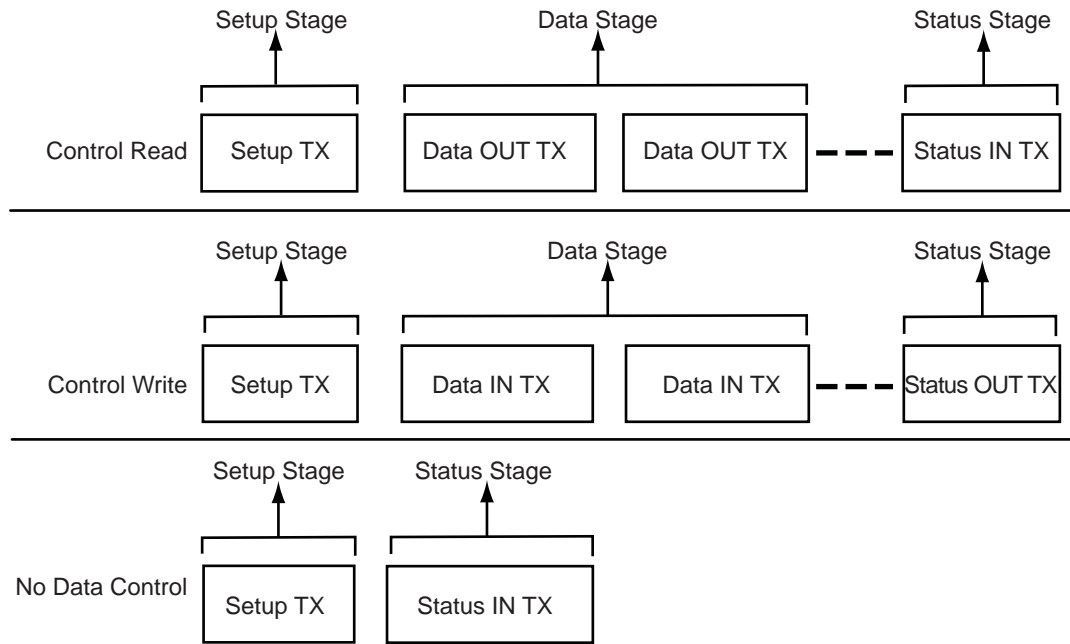 Setup Stage Data Stage Status Stage
Control Read Setup TX Data OUT TX Data OUT TX Status IN TX
Setup Stage Data Stage Status Stage
Control Write Setup TX Data IN TX Data IN TX Status OUT TX
Setup Stage Status Stage
No Data Control Setup TX Status IN TX